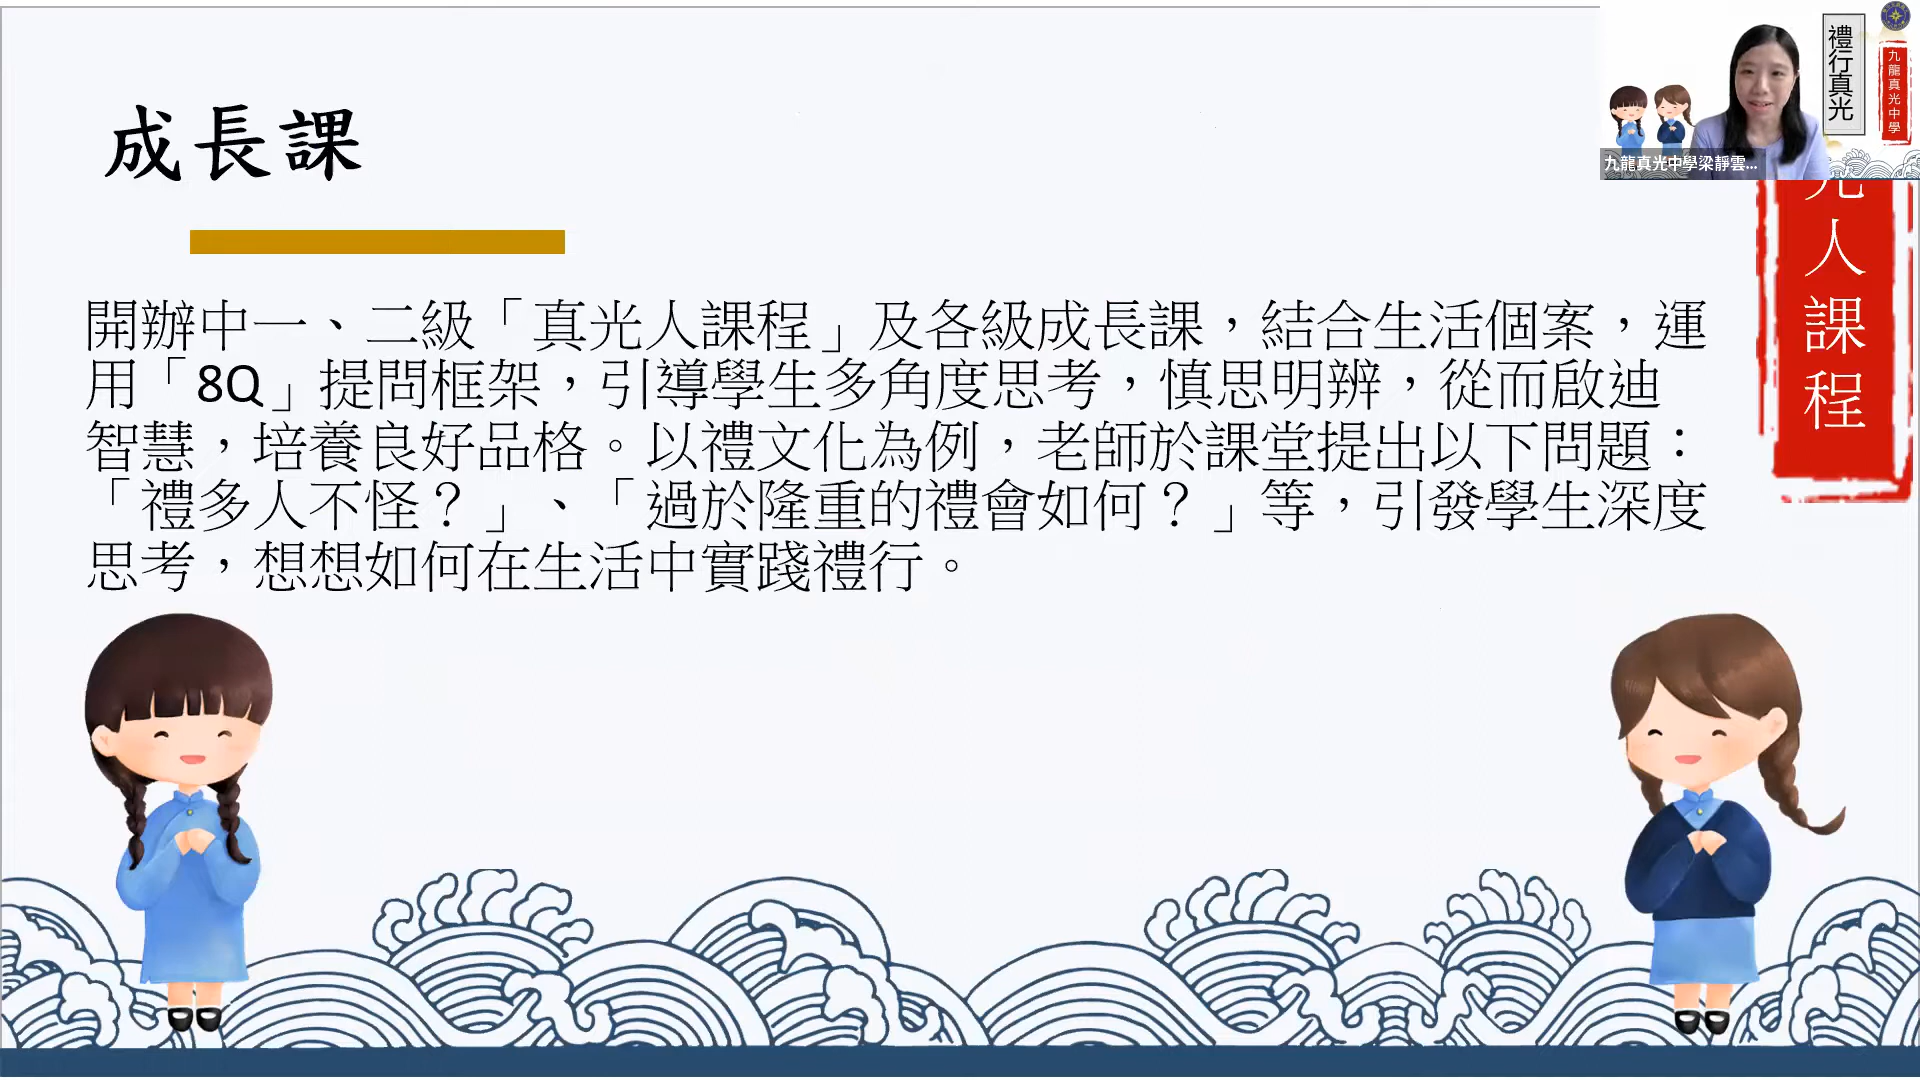 成長課
開辦中一、二級「真光人課程」及各級成長課，結合生活個案，運
用「8Q」提問框架，引導學生多角度思考，慎思明辨，從而啟迪
智慧，培養良好品格。以禮文化為例，老師於課堂提出以下問題：
「禮多人不怪？」、「過於隆重的禮會如何？」等，引發學生深度
思考，想想如何在生活中實踐禮行。
禮行真光
九龍真光中學
九龍真光中學梁靜雲...
光人課程